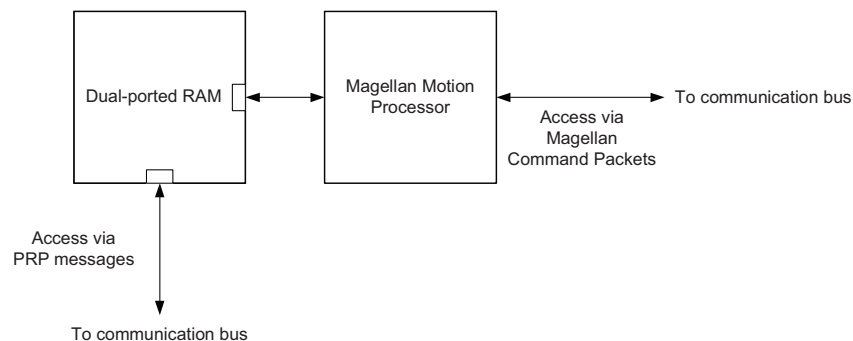 Dual-ported RAM
Magellan Motion
Processor
To communication bus
Access via
Magellan
Command Packets
Access via
PRP messages
To communication bus